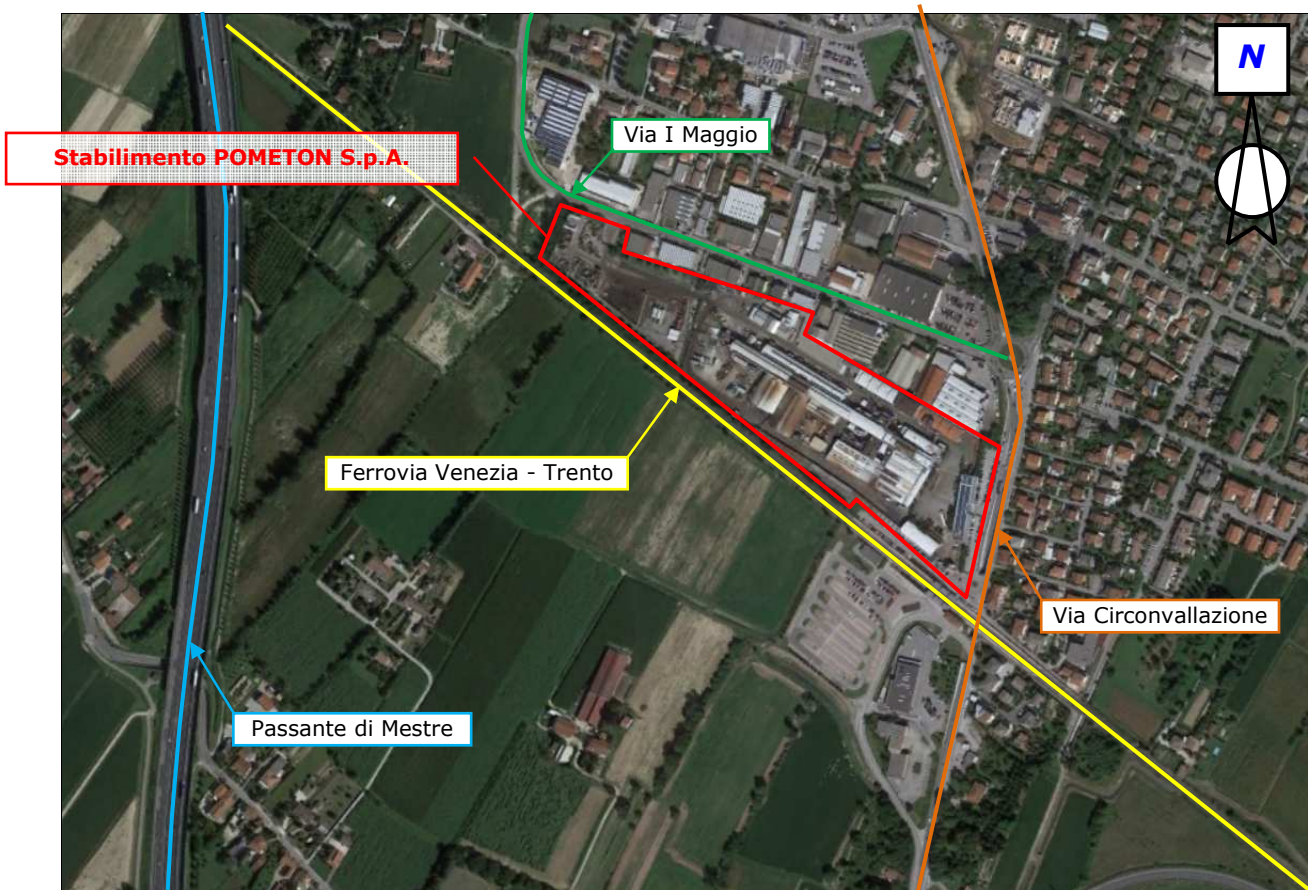 N
Via I Maggio
Stabilimento POMETON S.p.A.
Ferrovia Venezia - Trento
Via Circonvallazione
Passante di Mestre